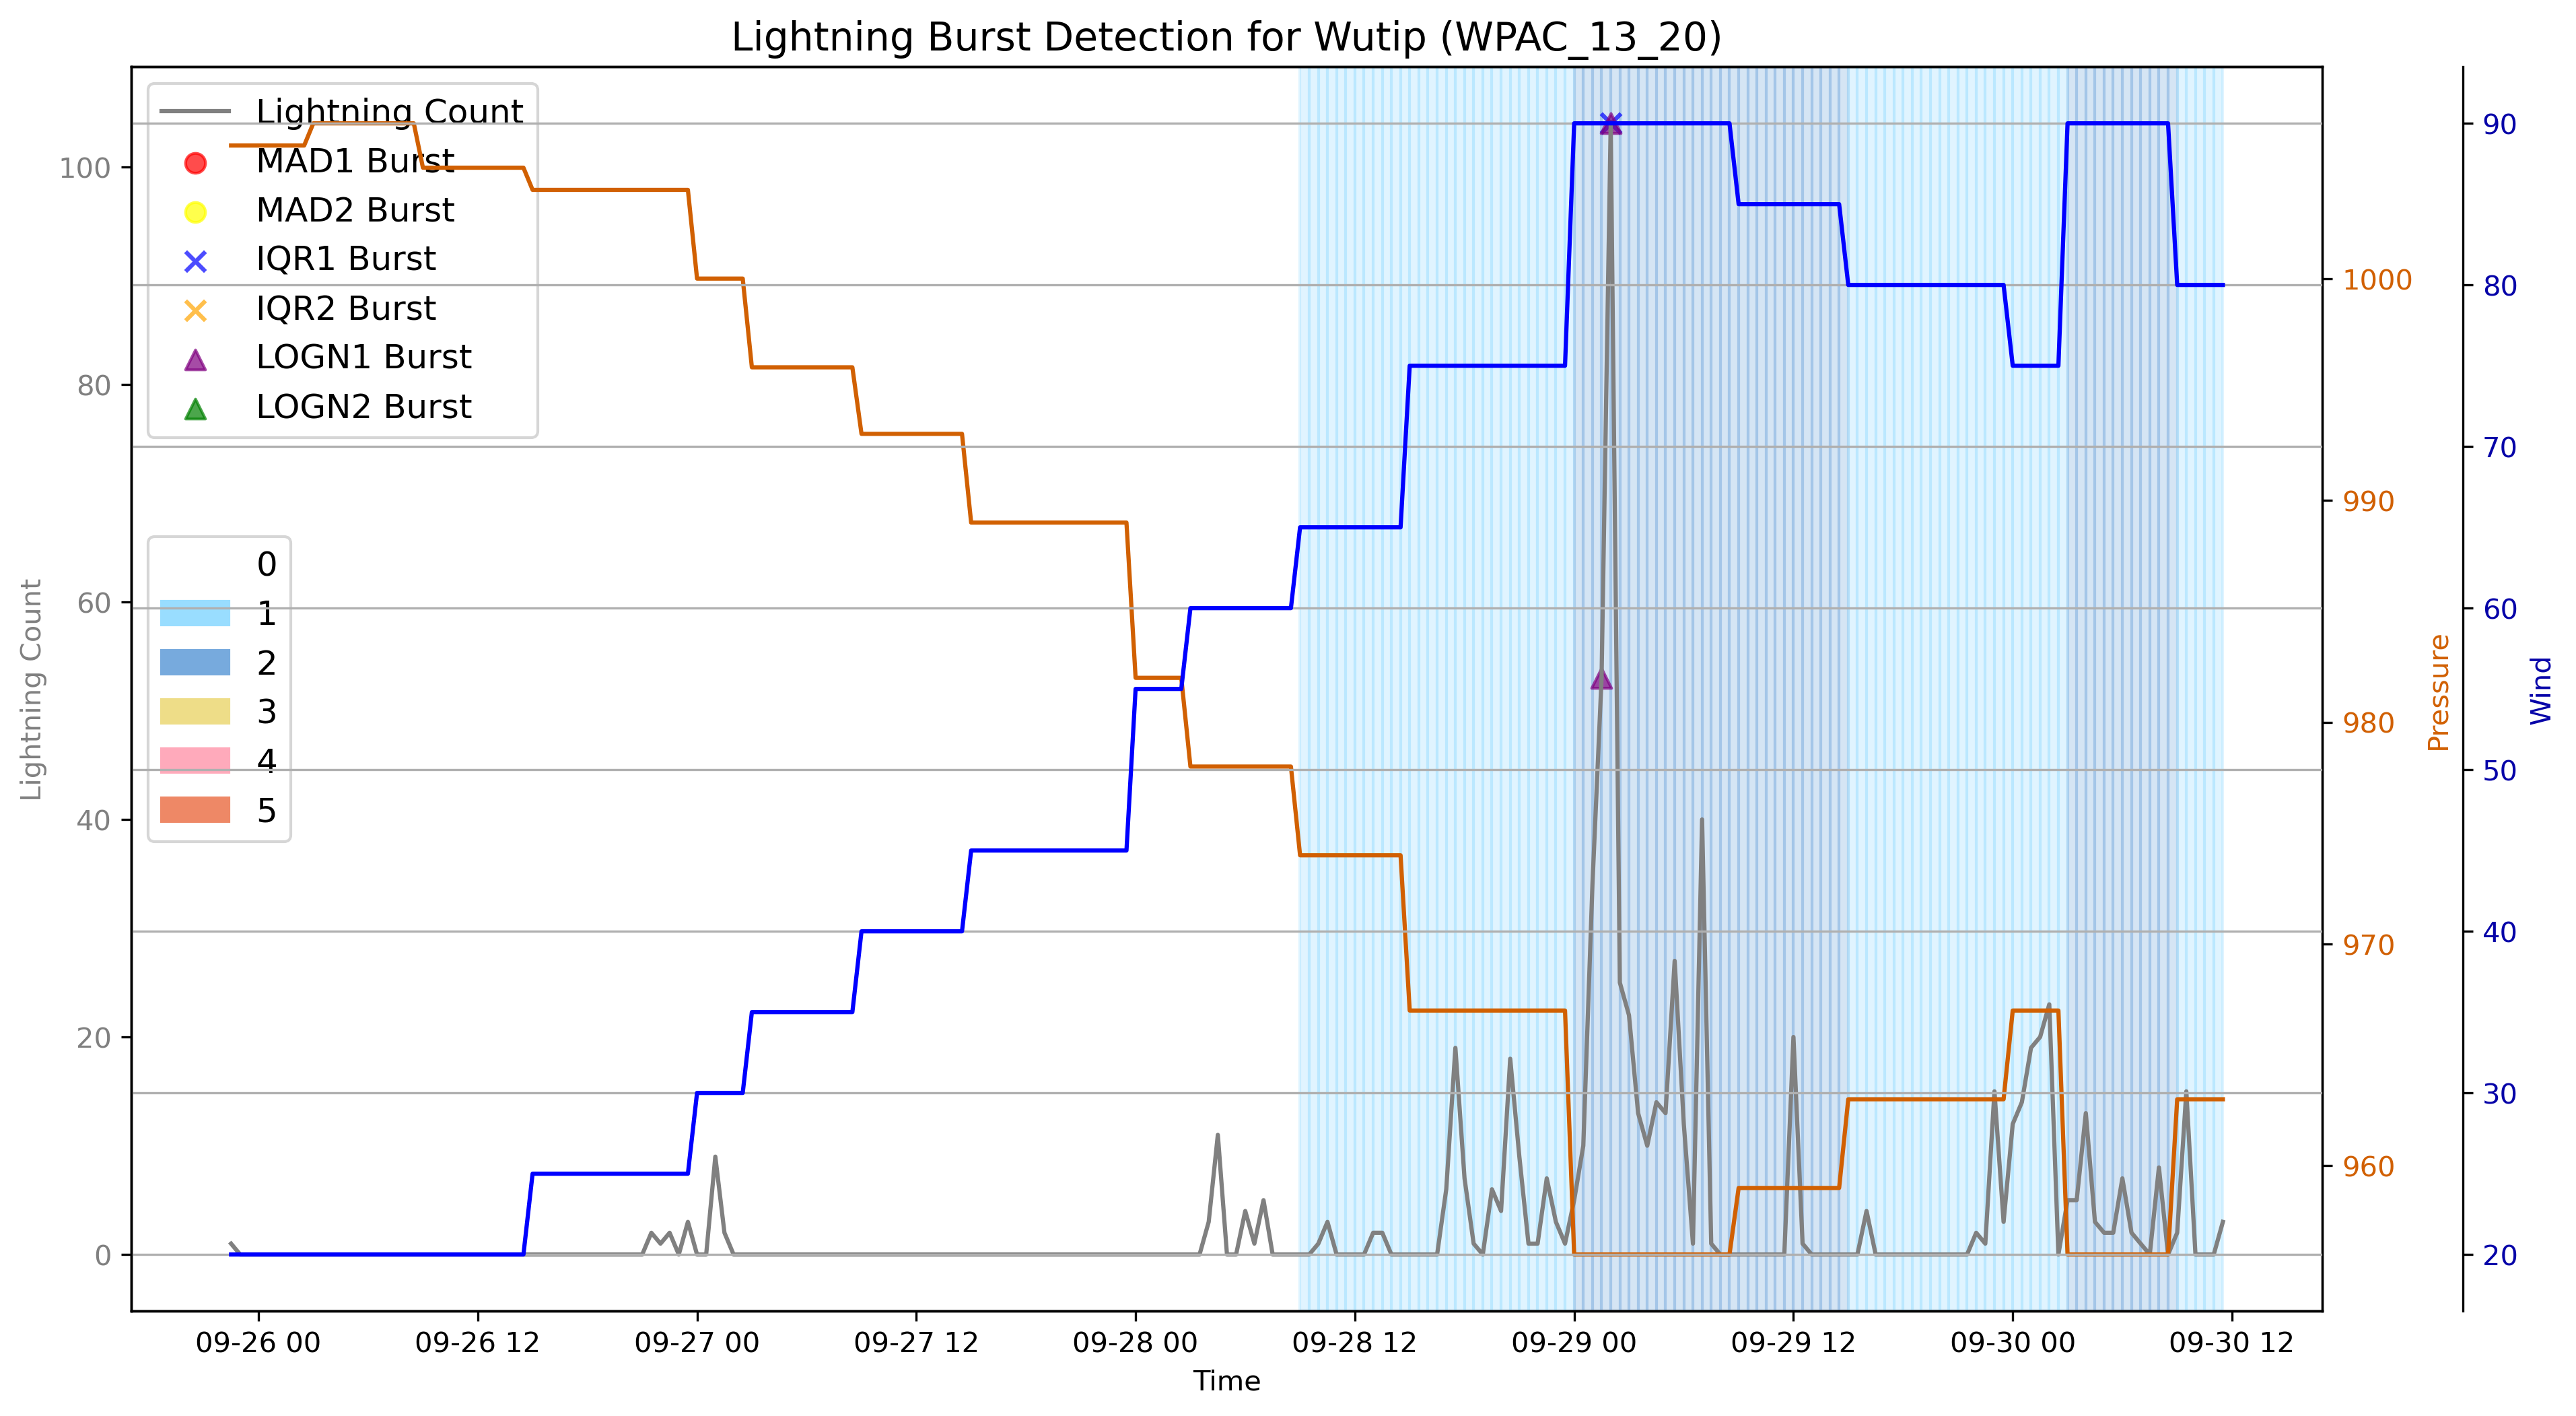 Lightning Burst Detection for Wutip (WPAC_13_20)
Lightning Count
MAD1 Burst
MAD2 Burst
IQR1 Burst
IQR2 Burst
LOGN1 Burst
LOGN2 Burst
0
1
2
3
4
5
Lightning Count
100
80
60
40
20
0
1000
990
980
970
960
Pressure
90
80
70
60
50
40
30
20
Wind
09-26 00 09-26 12 09-27 00 09-27 12 09-28 00 09-28 12 09-29 00 09-29 12 09-30 00 09-30 12
Time